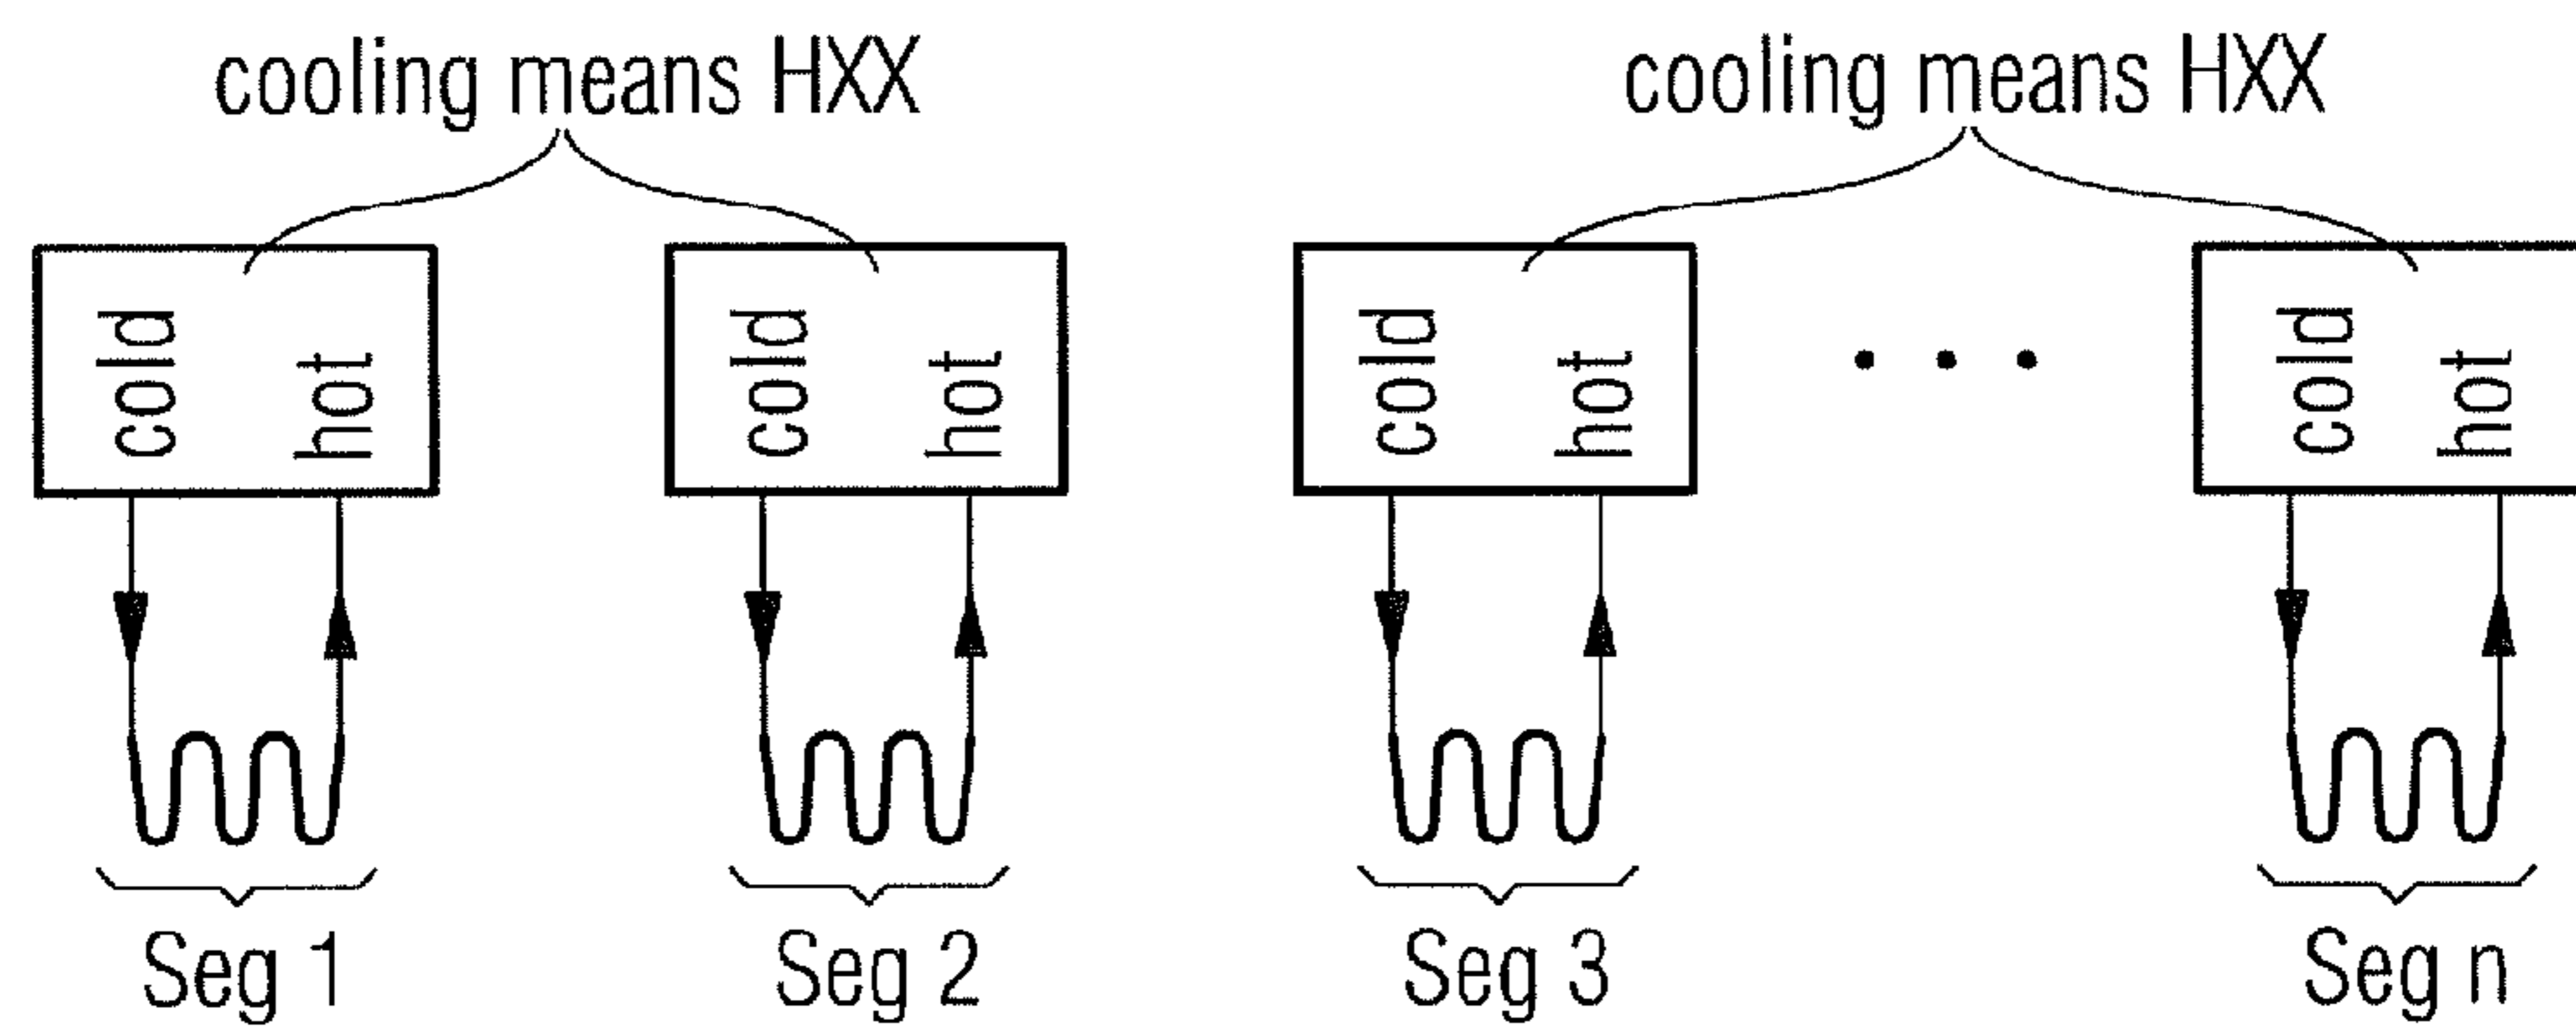 cooling means HXX
cooling means HXX
cold
hot
cold
hot
cold
hot
cold
hot
Seg 1
Seg 2
Seg 3
Seg n